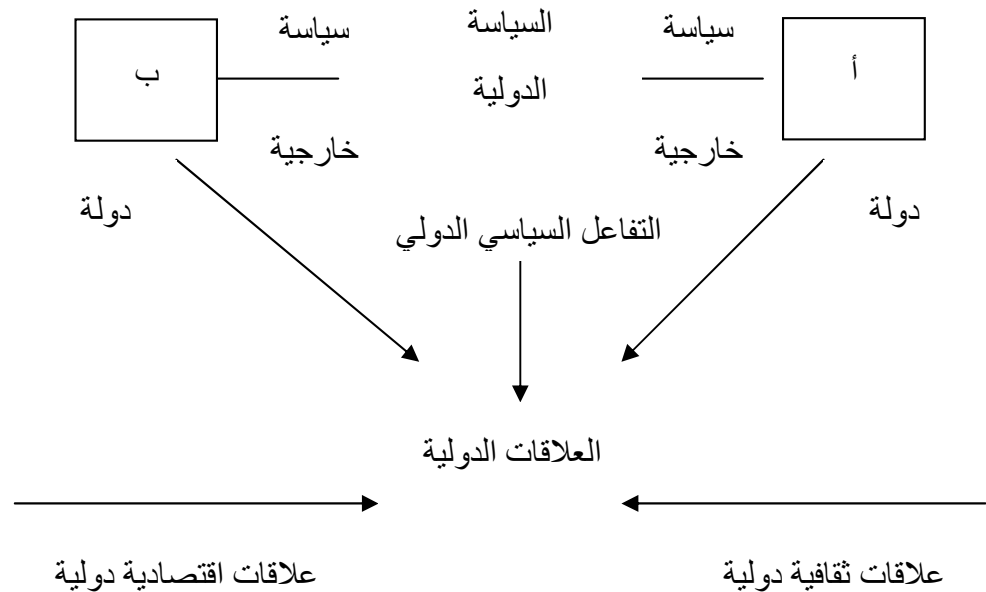 سياسة السياسة سياسة
أ الدولية ب
خارجية خارجية
دولة دولة
التفاعل السياسي الدولي
العلاقات الدولية
علاقات ثقافية دولية علاقات اقتصادية دولية